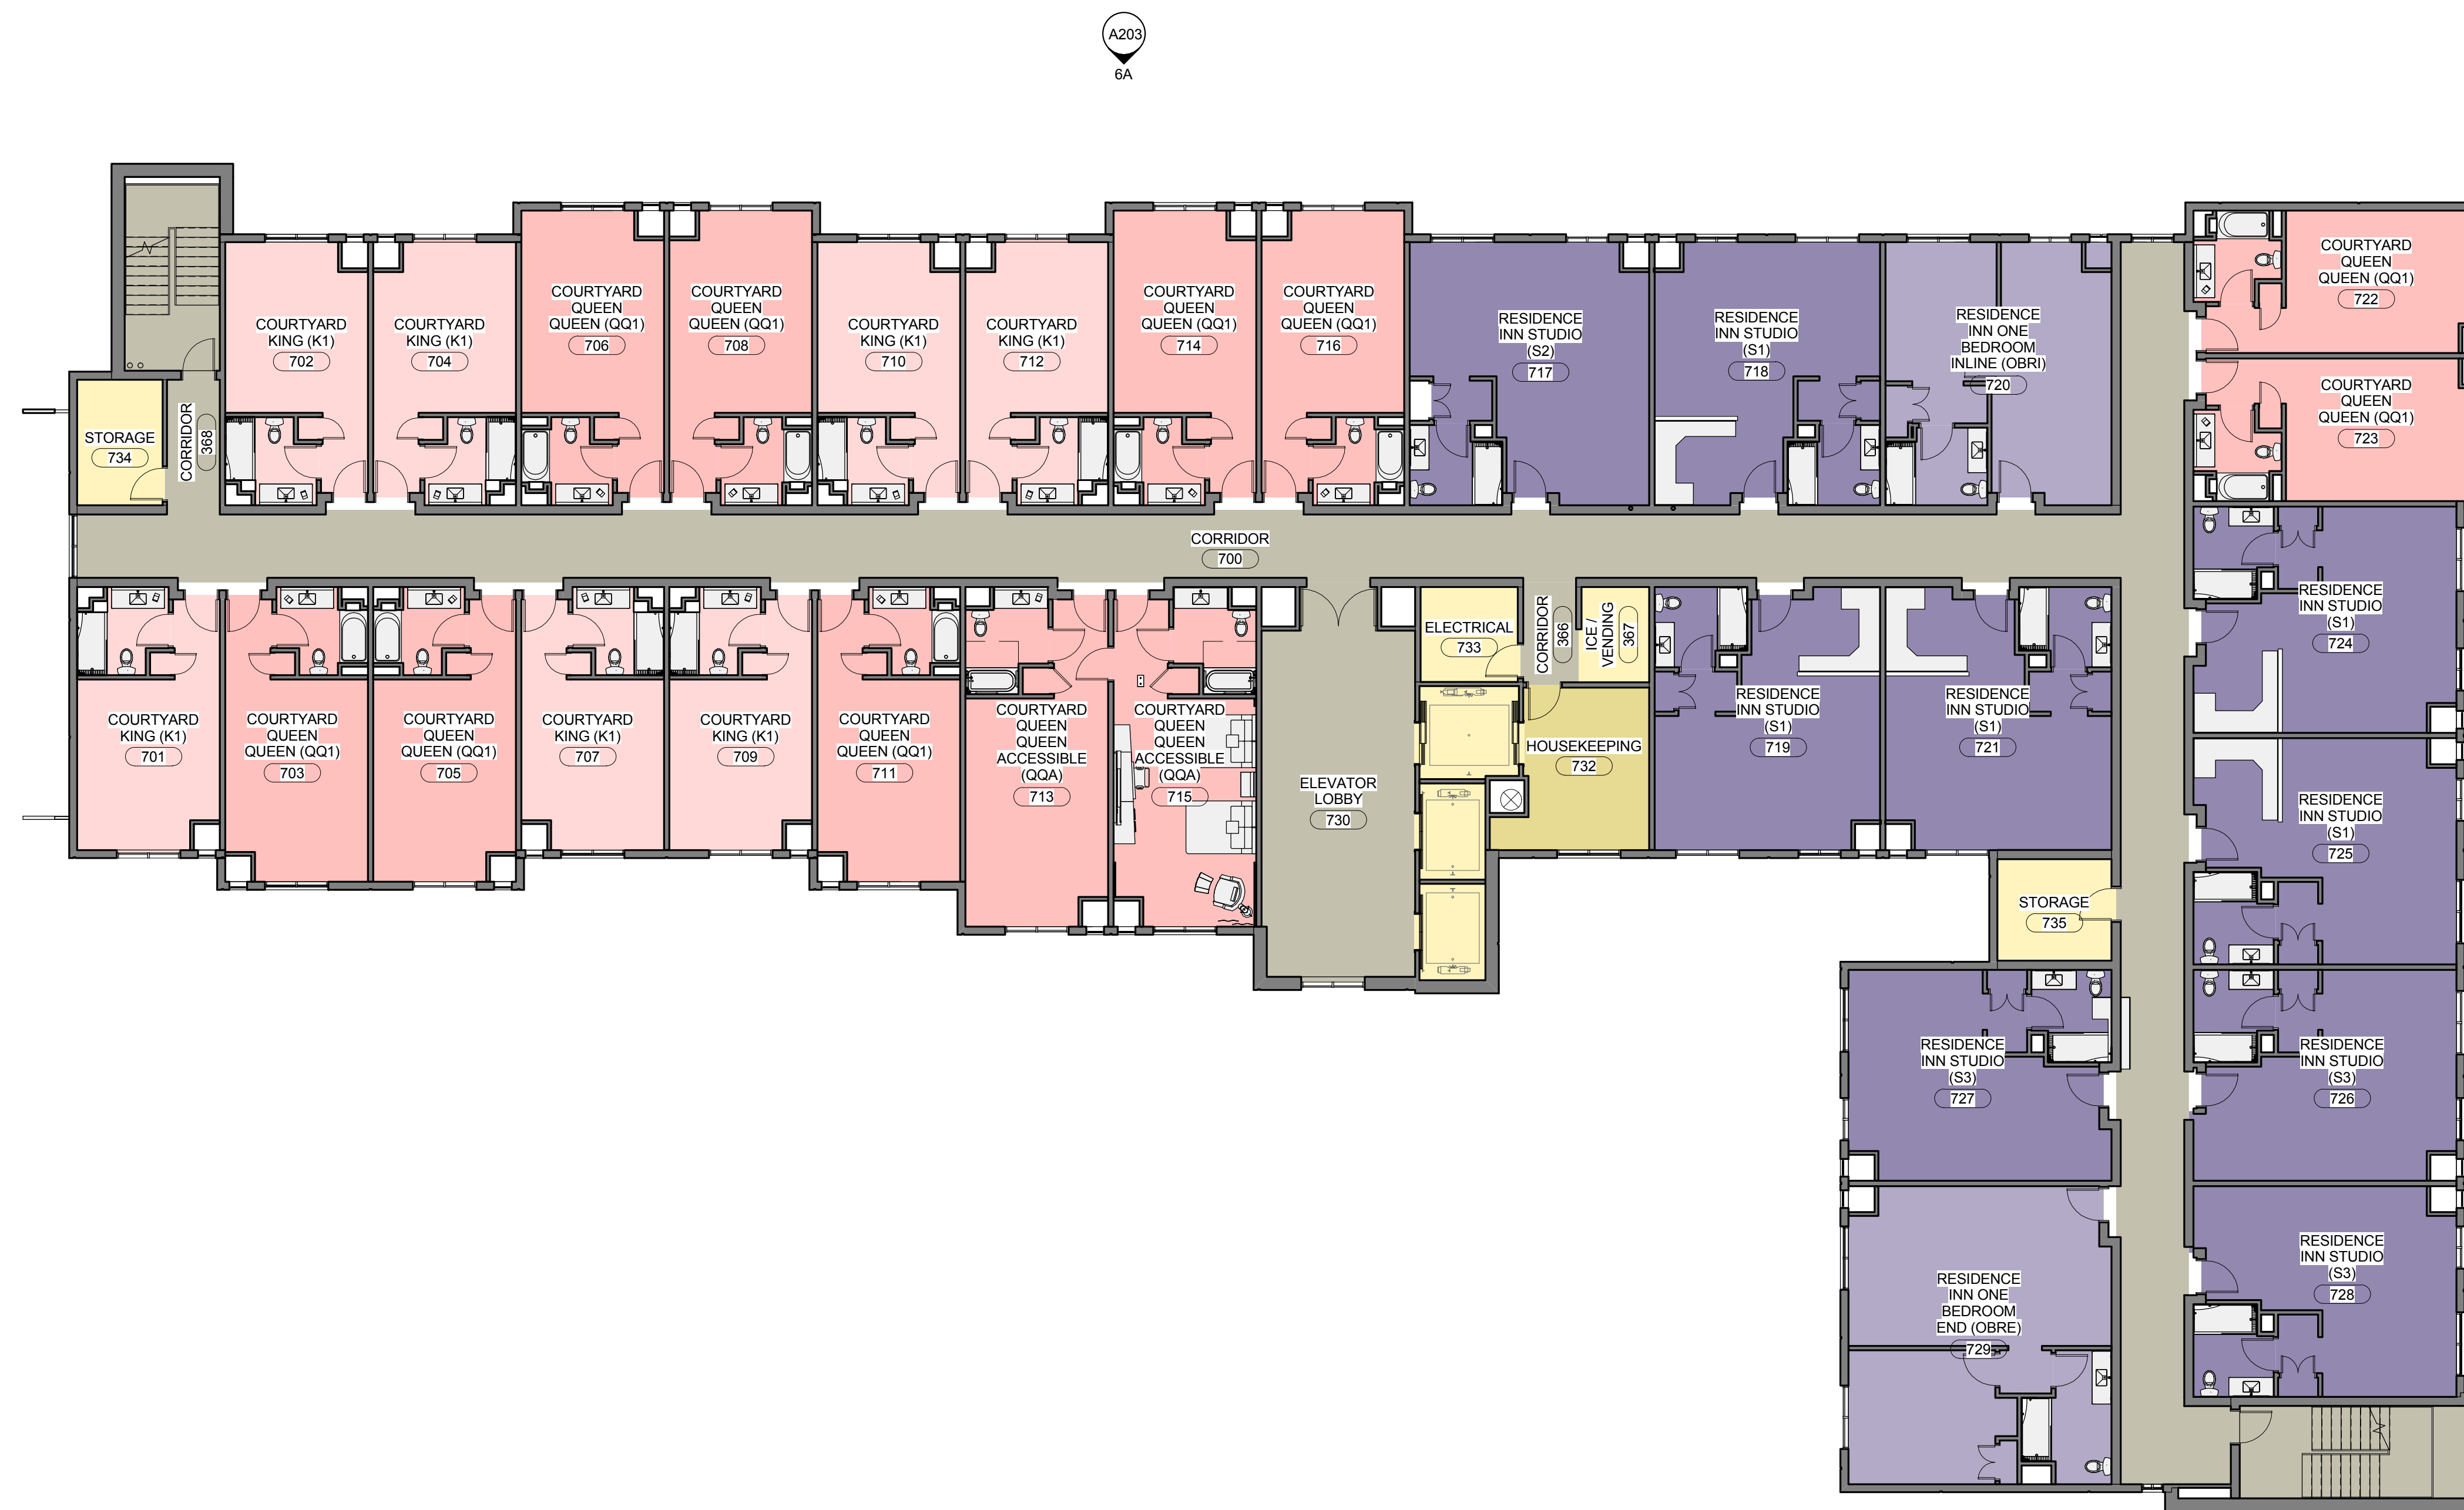 A203
6A
COURTYARD
KING (K1)
702
COURTYARD
KING (K1)
704
COURTYARD
QUEEN
QUEEN (QQ1)
706
COURTYARD
QUEEN
QUEEN (QQ1)
708
COURTYARD
KING (K1)
710
COURTYARD
KING (K1)
712
COURTYARD
QUEEN
QUEEN (QQ1)
714
COURTYARD
QUEEN
QUEEN (QQ1)
716
RESIDENCE
INN STUDIO
(S2)
717
RESIDENCE
INN STUDIO
(S1)
718
RESIDENCE
INN ONE
BEDROOM
INLINE (OBRI)
720
COURTYARD
QUEEN
QUEEN (QQ1)
722
COURTYARD
QUEEN
QUEEN (QQ1)
723
STORAGE
734
CORRIDOR
368
CORRIDOR
700
COURTYARD
KING (K1)
701
COURTYARD
QUEEN
QUEEN (QQ1)
703
COURTYARD
QUEEN
QUEEN (QQ1)
705
COURTYARD
KING (K1)
707
COURTYARD
KING (K1)
709
COURTYARD
QUEEN
QUEEN (QQ1)
711
COURTYARD
QUEEN
QUEEN
ACCESSIBLE
(QQA)
713
COURTYARD
QUEEN
QUEEN
ACCESSIBLE
(QQA)
715
ELEVATOR
LOBBY
730
ELECTRICAL
733
CORRIDOR
366
ICE /
VENDING
367
HOUSEKEEPING
732
RESIDENCE
INN STUDIO
(S1)
719
RESIDENCE
INN STUDIO
(S1)
721
RESIDENCE
INN STUDIO
(S1)
724
RESIDENCE
INN STUDIO
(S1)
725
STORAGE
735
RESIDENCE
INN STUDIO
(S3)
727
RESIDENCE
INN STUDIO
(S3)
726
RESIDENCE
INN ONE
BEDROOM
END (OBRE)
729
RESIDENCE
INN STUDIO
(S3)
728